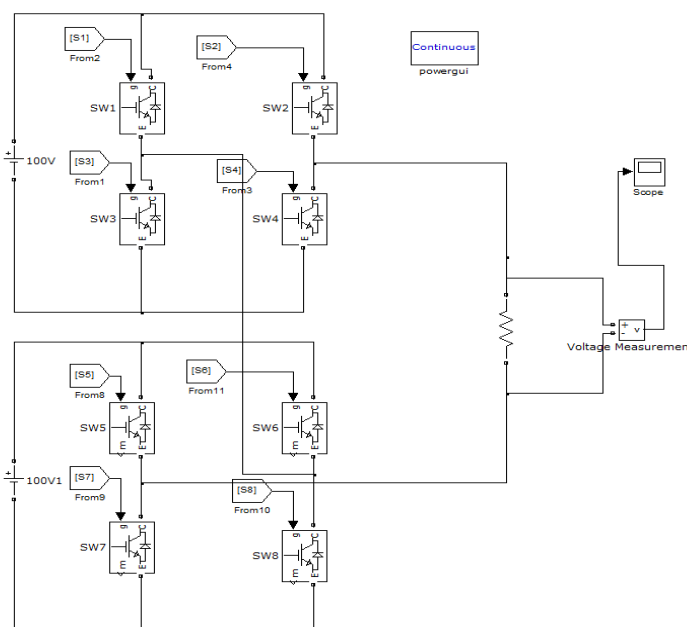 [S1]
From2
[S2]
From4
Continuous
powergui
g
C
SW1
E
g
C
SW2
E
+
100V
[S3]
From1
[S4]
From3
Scope
g
C
SW3
E
g
C
SW4
E
+
-
v
Voltage Measuremen
[S5]
From8
[S6]
From11
g
C
SW5
m
E
g
C
SW6
m
E
+
100V1
[S7]
From9
[S8]
From10
g
C
SW7
m
E
g
C
SW8
m
E